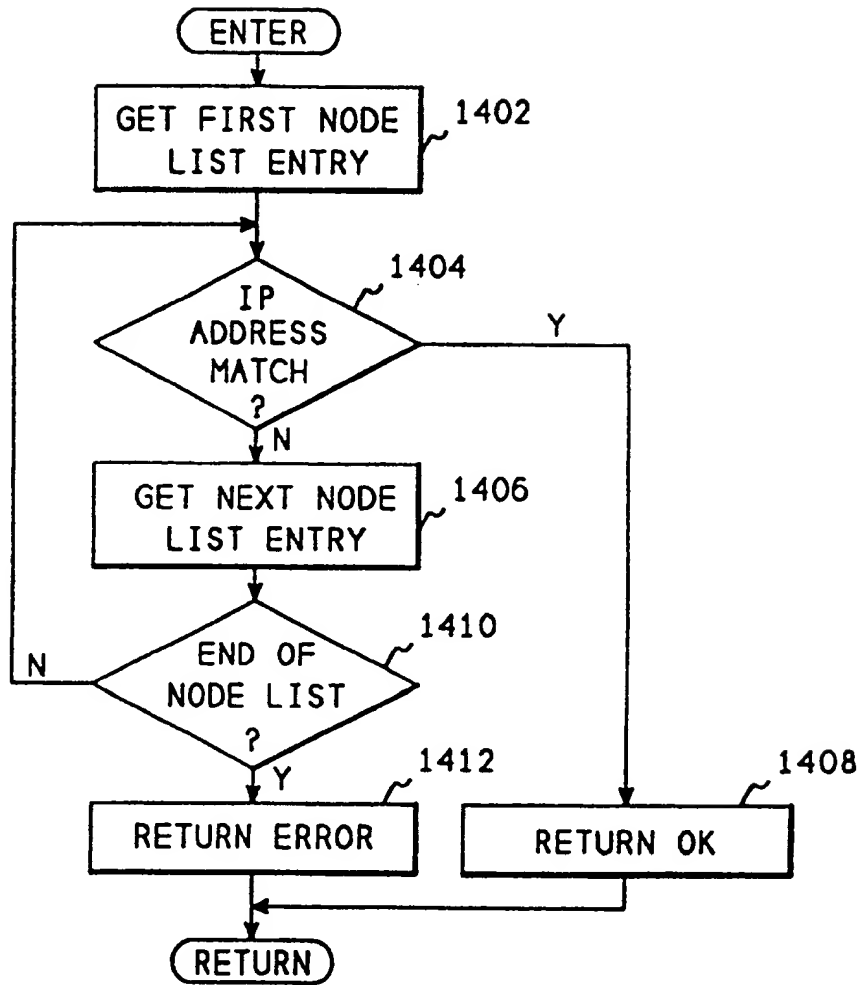 ENTER
GET FIRST NODE
LIST ENTRY
1402
1404
IP
ADDRESS
MATCH
?
Y
N
GET NEXT NODE
LIST ENTRY
1406
1410
END OF
NODE LIST
?
N
Y
1412
RETURN ERROR
1408
RETURN OK
RETURN